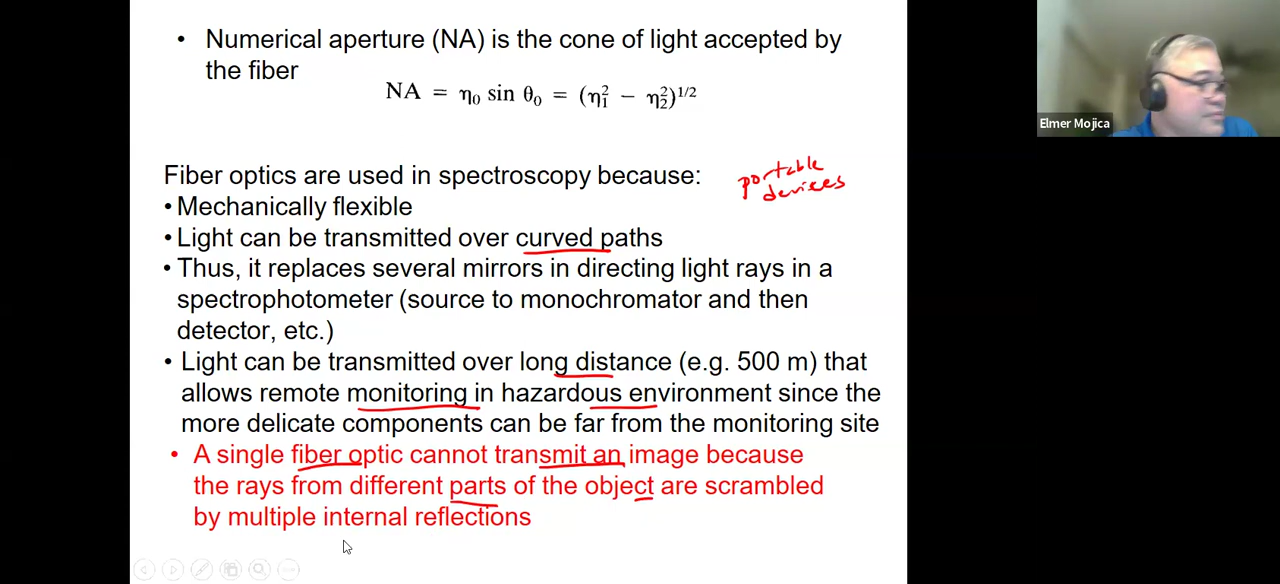 • Numerical aperture (NA) is the cone of light accepted by
the fiber
NA = η₀ sin θ₀ = (η₁² − η₂²)^1/2
Elmer Mojica
Fiber optics are used in spectroscopy because:
portable
devices
• Mechanically flexible
• Light can be transmitted over curved paths
• Thus, it replaces several mirrors in directing light rays in a
spectrophotometer (source to monochromator and then
detector, etc.)
• Light can be transmitted over long distance (e.g. 500 m) that
allows remote monitoring in hazardous environment since the
more delicate components can be far from the monitoring site
• A single fiber optic cannot transmit an image because
the rays from different parts of the object are scrambled
by multiple internal reflections